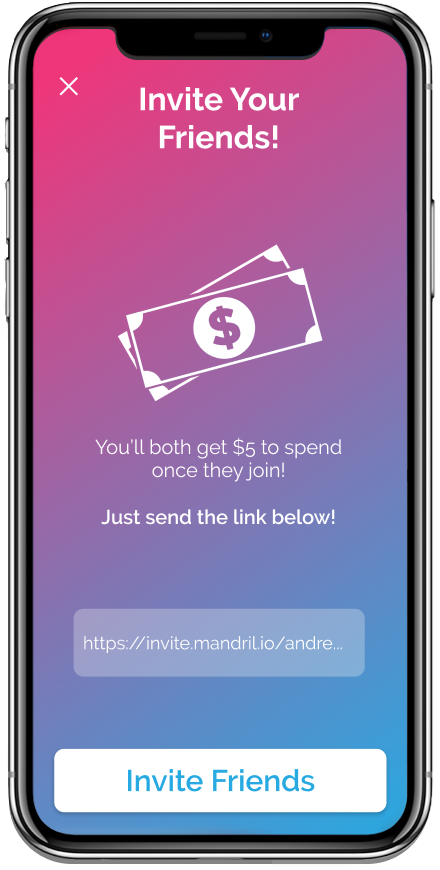 Invite Your
Friends!
$
You'll both get $5 to spend
once they join!
Just send the link below!
https://invite.mandril.io/andre...
Invite Friends